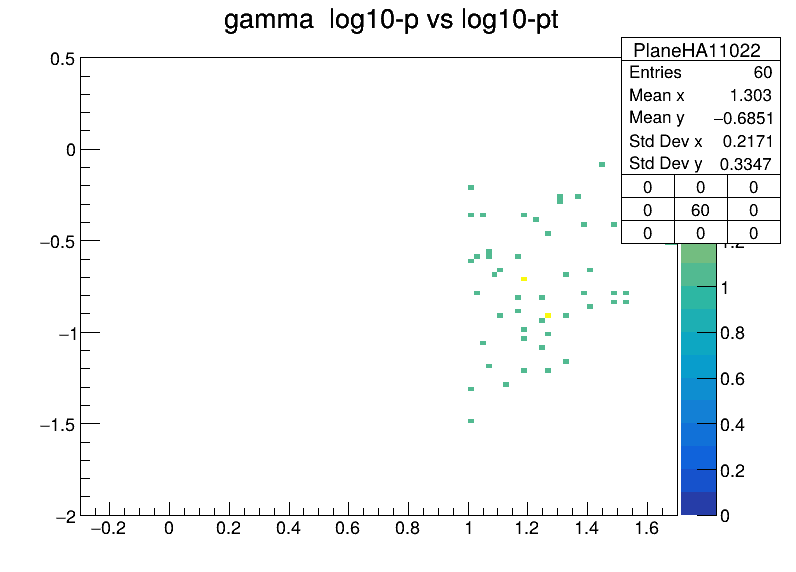 gamma  log10-p vs log10-pt
PlaneHA11022
Entries 60
Mean x 1.303
Mean y −0.6851
Std Dev x 0.2171
Std Dev y 0.3347
0 0 0
0 60 0
0 0 0
0.5
0
−0.5
−1
−1.5
−2
−0.2 0 0.2 0.4 0.6 0.8 1 1.2 1.4 1.6
1.2
1
0.8
0.6
0.4
0.2
0